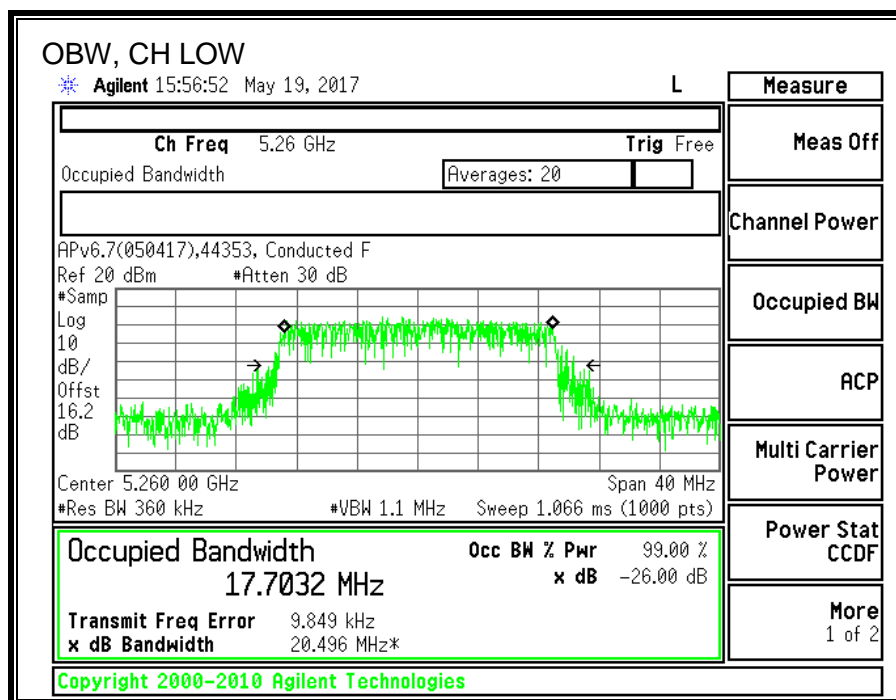 OBW, CH LOW
Agilent 15:56:52 May 19, 2017 L Measure
Ch Freq 5.26 GHz Trig Free Meas Off
Occupied Bandwidth Averages: 20
Channel Power
APv6.7(050417),44353, Conducted F
Ref 20 dBm #Atten 30 dB
#Samp
Log
10
dB/
Offst
16.2
dB
Occupied BW
ACP
Multi Carrier
Power
Center 5.260 00 GHz Span 40 MHz
#Res BW 360 kHz #VBW 1.1 MHz Sweep 1.066 ms (1000 pts)
Power Stat
CCDF
Occupied Bandwidth Occ BW % Pwr 99.00 %
17.7032 MHz x dB -26.00 dB
Transmit Freq Error 9.849 kHz
x dB Bandwidth 20.496 MHz*
More
1 of 2
Copyright 2000-2010 Agilent Technologies